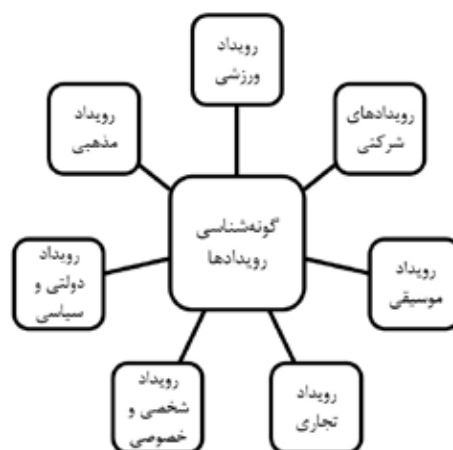 رویداد
ورزشی
رویدادهای
شرکتی
رویداد
مذهبی
گونه‌شناسی
رویدادها
رویداد
موسیقی
رویداد
دولتی و
سیاسی
رویداد
تجاری
رویداد
شخصی و
خصوصی